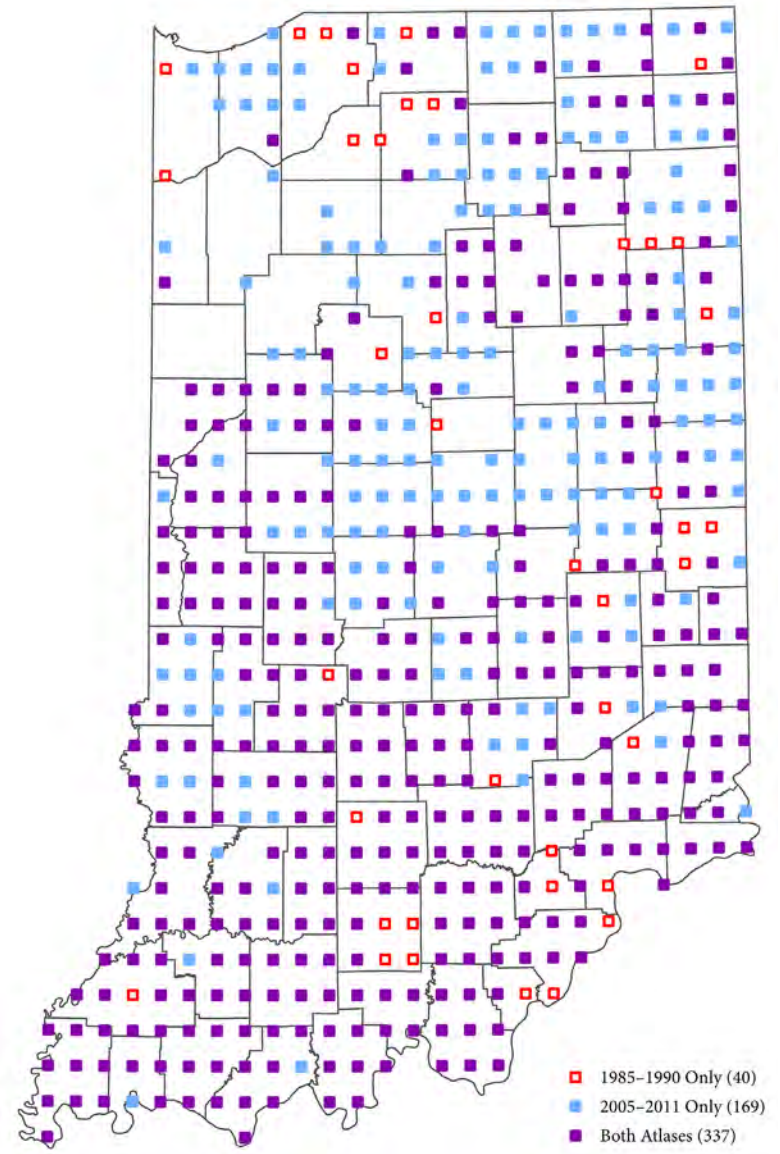 1985–1990 Only (40)
2005–2011 Only (169)
Both Atlases (337)